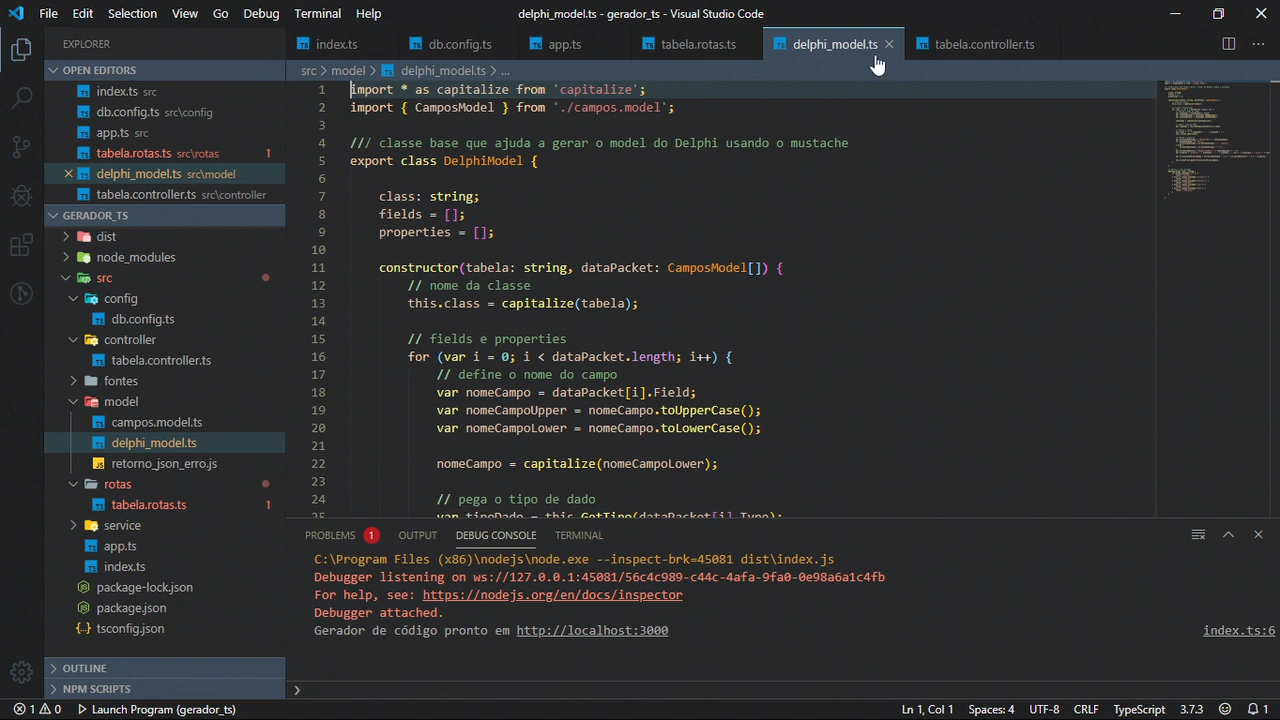 File Edit Selection View Go Debug Terminal Help
delphi_model.ts - gerador_ts - Visual Studio Code
EXPLORER
OPEN EDITORS
index.ts src
db.config.ts src\config
app.ts src
tabela.rotas.ts src\rotas 1
delphi_model.ts src\model
tabela.controller.ts src\controller
GERADOR_TS
dist
node_modules
src
config
db.config.ts
controller
tabela.controller.ts
fontes
model
campos.model.ts
delphi_model.ts
retorno_json_erro.js
rotas
tabela.rotas.ts 1
service
app.ts
index.ts
package-lock.json
package.json
tsconfig.json
OUTLINE
NPM SCRIPTS
index.ts db.config.ts app.ts tabela.rotas.ts delphi_model.ts tabela.controller.ts
src > model > delphi_model.ts > ...
1 import * as capitalize from 'capitalize';
2 import { CamposModel } from './campos.model';
3
4 /// classe base que ajuda a gerar o model do Delphi usando o mustache
5 export class DelphiModel {
6
7 class: string;
8 fields = [];
9 properties = [];
10
11 constructor(tabela: string, dataPacket: CamposModel[]) {
12 // nome da classe
13 this.class = capitalize(tabela);
14
15 // fields e properties
16 for (var i = 0; i < dataPacket.length; i++) {
17 // define o nome do campo
18 var nomeCampo = dataPacket[i].Field;
19 var nomeCampoUpper = nomeCampo.toUpperCase();
20 var nomeCampoLower = nomeCampo.toLowerCase();
21
22 nomeCampo = capitalize(nomeCampoLower);
23
24 // pega o tipo de dado
var tipoDado = this.GetTipo(dataPacket[i].Type);
PROBLEMS 1 OUTPUT DEBUG CONSOLE TERMINAL
C:\Program Files (x86)\nodejs\node.exe --inspect-brk=45081 dist\index.js
Debugger listening on ws://127.0.0.1:45081/56c4c989-c44c-4afa-9fa0-0e98a6a1c4fb
For help, see: https://nodejs.org/en/docs/inspector
Debugger attached.
Gerador de código pronto em http://localhost:3000 index.ts:6
1 0 Launch Program (gerador_ts) Ln 1, Col 1 Spaces: 4 UTF-8 CRLF TypeScript 3.7.3 1